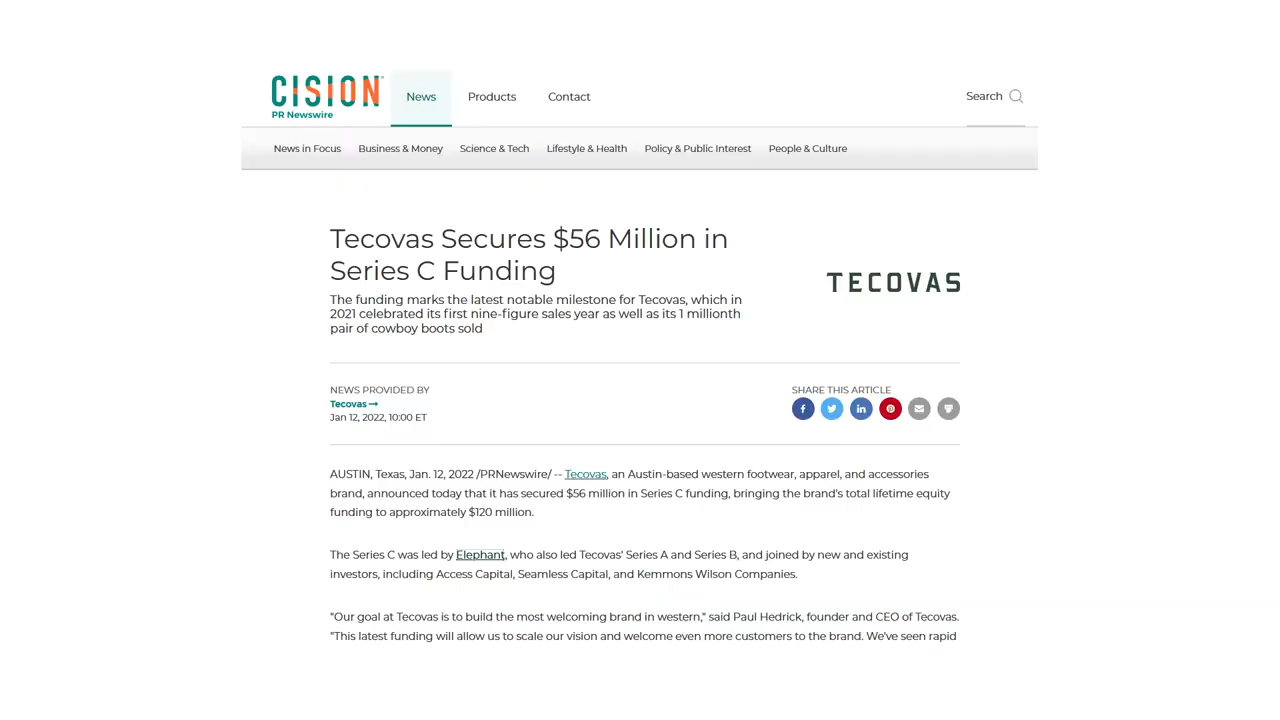 CISION
PR Newswire
News
Products
Contact
Search
News in Focus
Business & Money
Science & Tech
Lifestyle & Health
Policy & Public Interest
People & Culture
Tecovas Secures $56 Million in
Series C Funding
The funding marks the latest notable milestone for Tecovas, which in
2021 celebrated its first nine-figure sales year as well as its 1 millionth
pair of cowboy boots sold
TECOVAS
NEWS PROVIDED BY
Tecovas →
Jan 12, 2022, 10:00 ET
SHARE THIS ARTICLE
AUSTIN, Texas, Jan. 12, 2022 /PRNewswire/ -- Tecovas, an Austin-based western footwear, apparel, and accessories
brand, announced today that it has secured $56 million in Series C funding, bringing the brand's total lifetime equity
funding to approximately $120 million.
The Series C was led by Elephant, who also led Tecovas' Series A and Series B, and joined by new and existing
investors, including Access Capital, Seamless Capital, and Kemmons Wilson Companies.
"Our goal at Tecovas is to build the most welcoming brand in western," said Paul Hedrick, founder and CEO of Tecovas.
"This latest funding will allow us to scale our vision and welcome even more customers to the brand. We've seen rapid